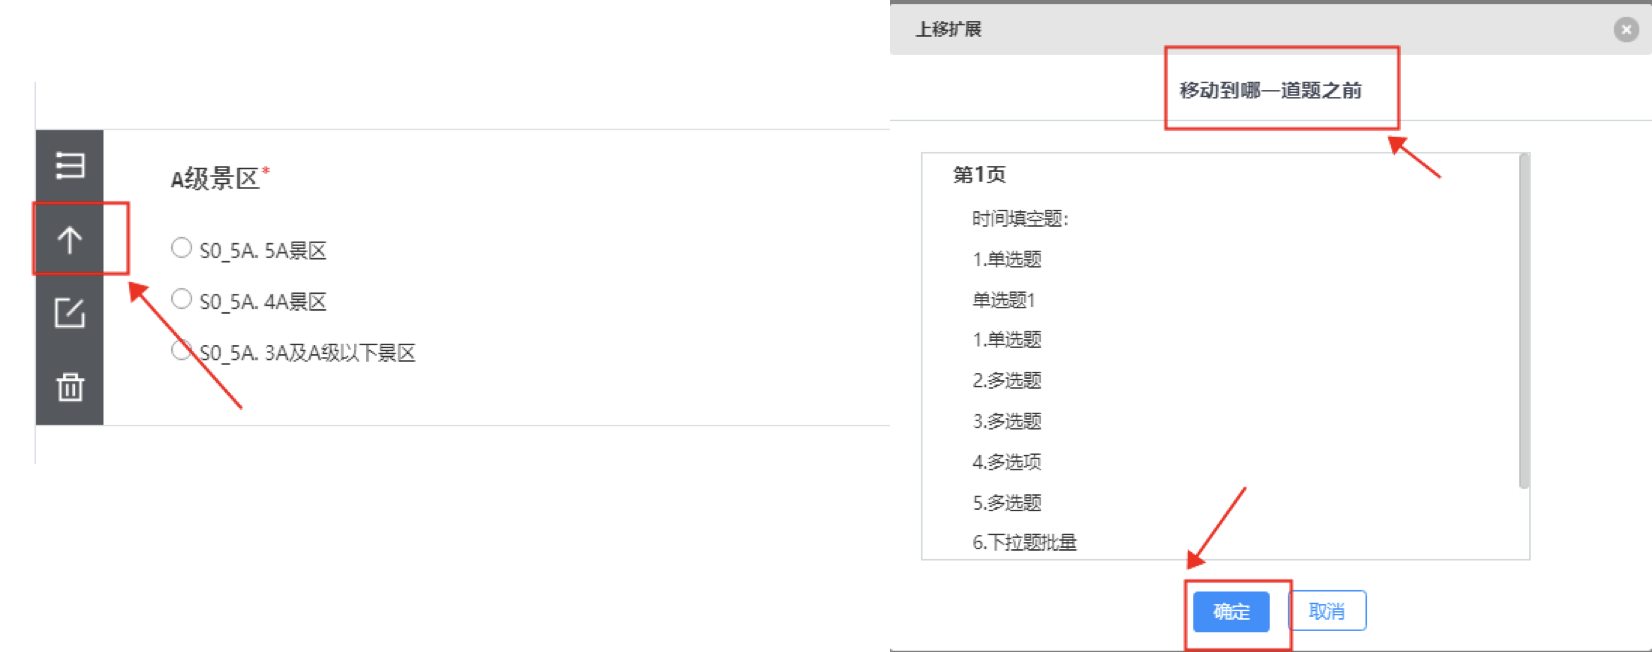 A级景区*
S0_5A. 5A景区
S0_5A. 4A景区
S0_5A. 3A及A级以下景区
上移扩展
移动到哪一道题之前
第1页
时间填空题:
1.单选题
单选题1
1.单选题
2.多选题
3.多选题
4.多选项
5.多选题
6.下拉题批量
确定
取消